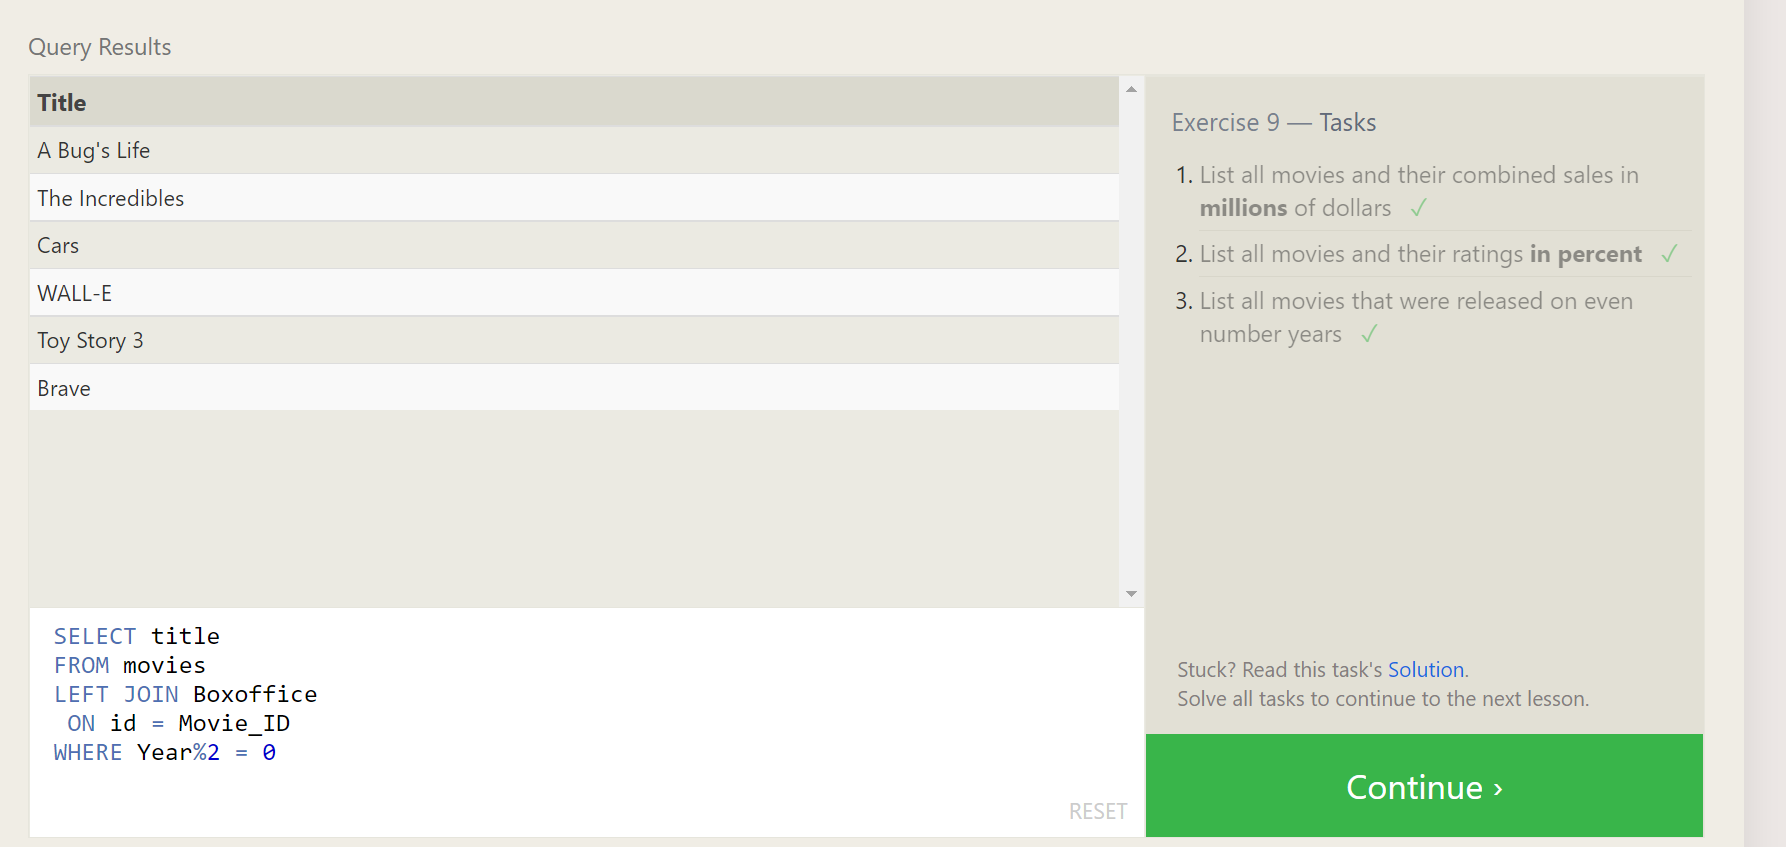 Query Results
Title
A Bug's Life
The Incredibles
Cars
WALL-E
Toy Story 3
Brave
SELECT title
FROM movies
LEFT JOIN Boxoffice
ON id = Movie_ID
WHERE Year%2 = 0
RESET
Exercise 9 — Tasks
1. List all movies and their combined sales in
millions of dollars ✓
2. List all movies and their ratings in percent ✓
3. List all movies that were released on even
number years ✓
Stuck? Read this task's Solution.
Solve all tasks to continue to the next lesson.
Continue ›